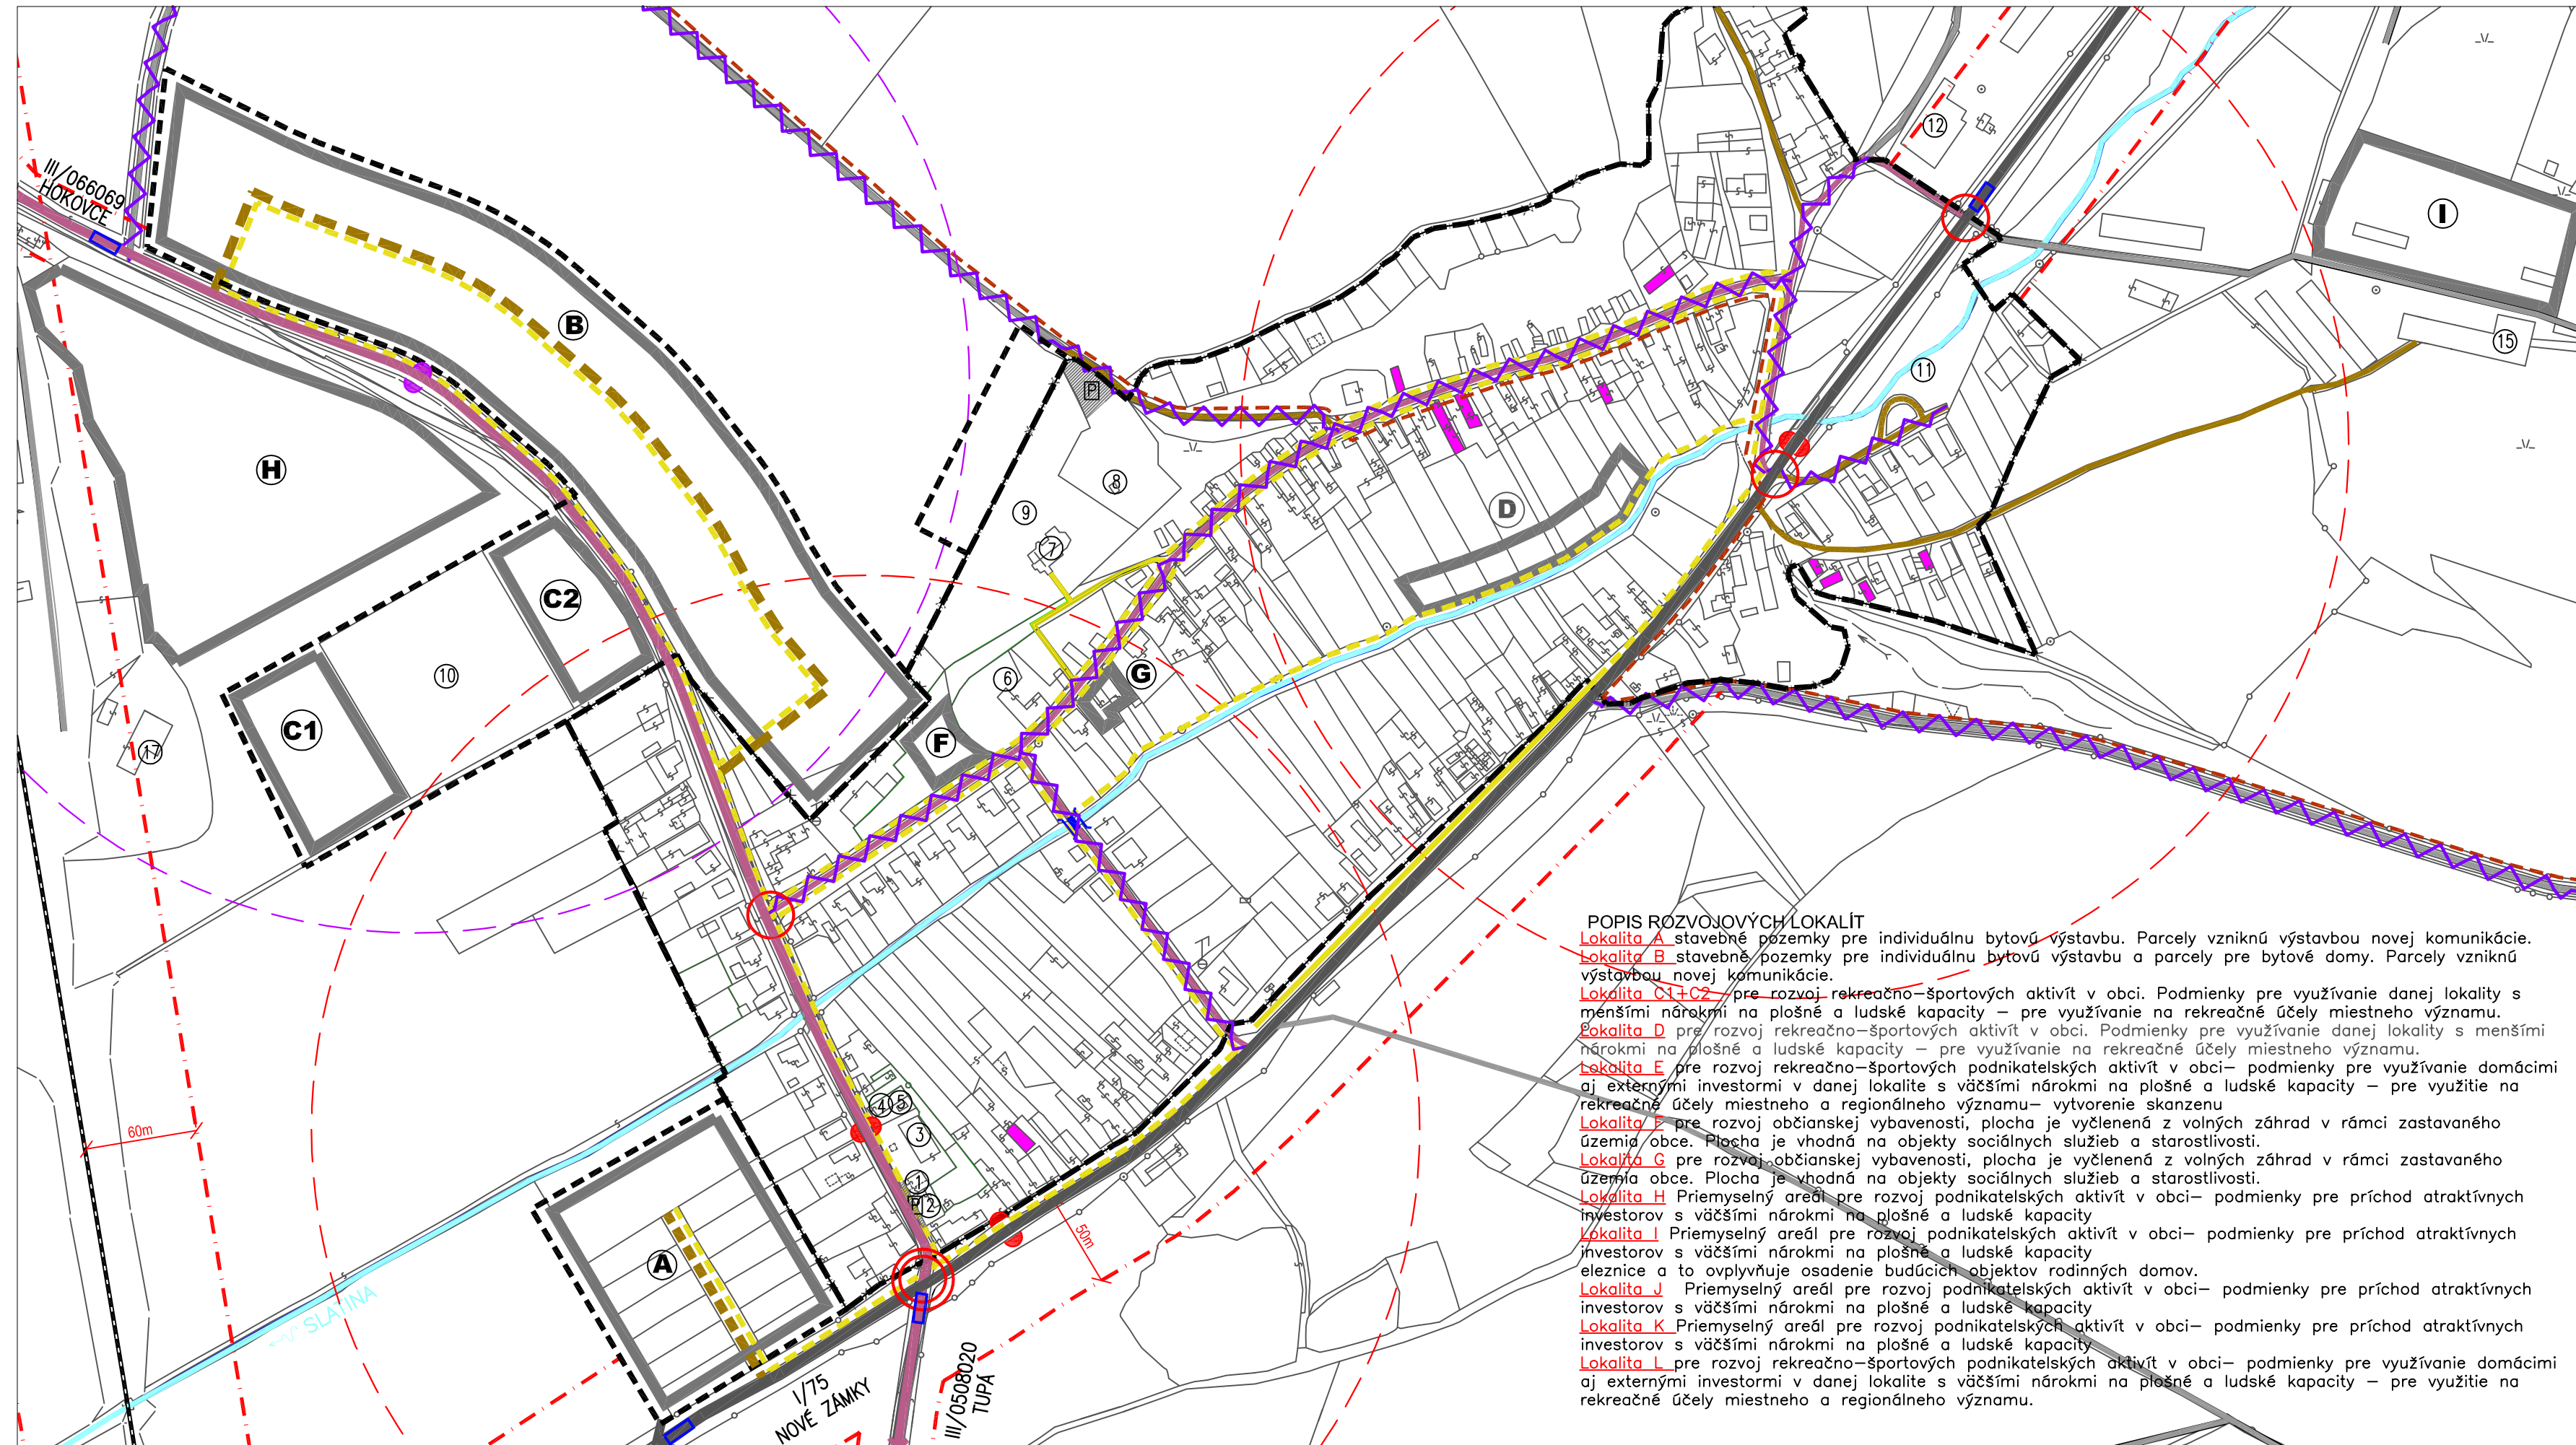 III/066069
HOKOVCE
B
H
C2
C1
10
17
P
8
9
7
6
G
F
D
12
11
I
15
4
5
3
1
P
2
A
60m
50m
SLATINA
I/75
NOVÉ ZÁMKY
III/0508020
TUPÁ
POPIS ROZVOJOVÝCH LOKALÍT
Lokalita A stavebné pozemky pre individuálnu bytovú výstavbu. Parcely vzniknú výstavbou novej komunikácie.
Lokalita B stavebné pozemky pre individuálnu bytovú výstavbu a parcely pre bytové domy. Parcely vzniknú
výstavbou novej komunikácie.
Lokalita C1+C2 pre rozvoj rekreačno–športových aktivít v obci. Podmienky pre využívanie danej lokality s
menšími nárokmi na plošné a ludské kapacity – pre využívanie na rekreačné účely miestneho významu.
Lokalita D pre rozvoj rekreačno–športových aktivít v obci. Podmienky pre využívanie danej lokality s menšími
nárokmi na plošné a ludské kapacity – pre využívanie na rekreačné účely miestneho významu.
Lokalita E pre rozvoj rekreačno–športových podnikatelských aktivít v obci– podmienky pre využívanie domácimi
aj externými investormi v danej lokalite s väčšími nárokmi na plošné a ludské kapacity – pre využitie na
rekreačné účely miestneho a regionálneho významu– vytvorenie skanzenu
Lokalita F pre rozvoj občianskej vybavenosti, plocha je vyčlenená z volných záhrad v rámci zastavaného
územia obce. Plocha je vhodná na objekty sociálnych služieb a starostlivosti.
Lokalita G pre rozvoj občianskej vybavenosti, plocha je vyčlenená z volných záhrad v rámci zastavaného
územia obce. Plocha je vhodná na objekty sociálnych služieb a starostlivosti.
Lokalita H Priemyselný areál pre rozvoj podnikatelských aktivít v obci– podmienky pre príchod atraktívnych
investorov s väčšími nárokmi na plošné a ludské kapacity
Lokalita I Priemyselný areál pre rozvoj podnikatelských aktivít v obci– podmienky pre príchod atraktívnych
investorov s väčšími nárokmi na plošné a ludské kapacity
eleznice a to ovplyvňuje osadenie budúcich objektov rodinných domov.
Lokalita J Priemyselný areál pre rozvoj podnikatelských aktivít v obci– podmienky pre príchod atraktívnych
investorov s väčšími nárokmi na plošné a ludské kapacity
Lokalita K Priemyselný areál pre rozvoj podnikatelských aktivít v obci– podmienky pre príchod atraktívnych
investorov s väčšími nárokmi na plošné a ludské kapacity
Lokalita L pre rozvoj rekreačno–športových podnikatelských aktivít v obci– podmienky pre využívanie domácimi
aj externými investormi v danej lokalite s väčšími nárokmi na plošné a ludské kapacity – pre využitie na
rekreačné účely miestneho a regionálneho významu.